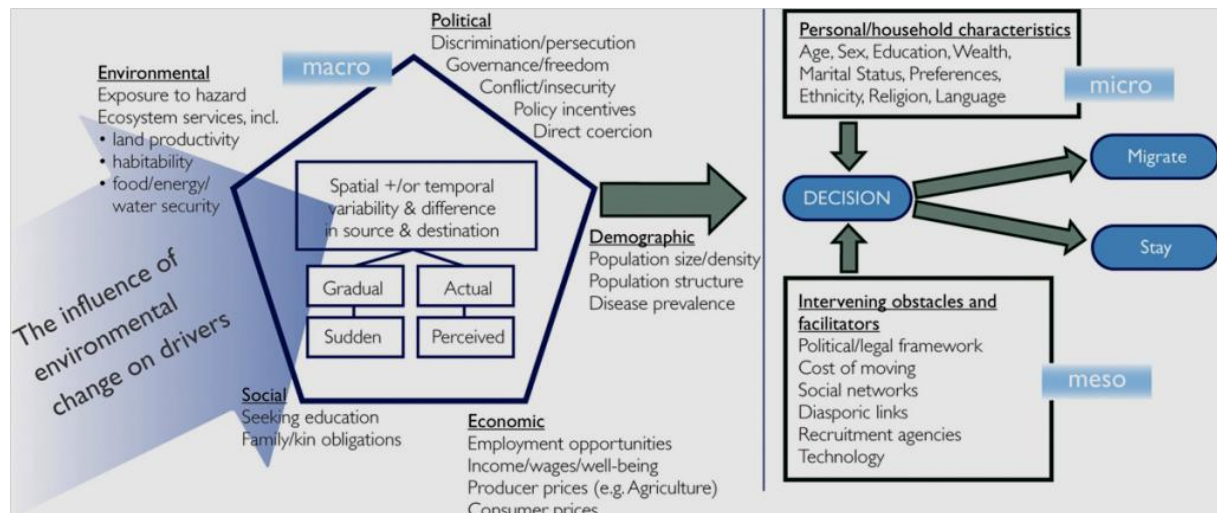 The influence of
environmental
change on drivers
Environmental
Exposure to hazard
Ecosystem services, incl.
• land productivity
• habitability
• food/energy/
water security
macro
Political
Discrimination/persecution
Governance/freedom
Conflict/insecurity
Policy incentives
Direct coercion
Spatial +/or temporal
variability & difference
in source & destination
Gradual
Actual
Sudden
Perceived
Demographic
Population size/density
Population structure
Disease prevalence
Social
Seeking education
Family/kin obligations
Economic
Employment opportunities
Income/wages/well-being
Producer prices (e.g. Agriculture)
Consumer prices
Personal/household characteristics
Age, Sex, Education, Wealth,
Marital Status, Preferences,
Ethnicity, Religion, Language
micro
DECISION
Migrate
Stay
Intervening obstacles and
facilitators
Political/legal framework
Cost of moving
Social networks
Diasporic links
Recruitment agencies
Technology
meso